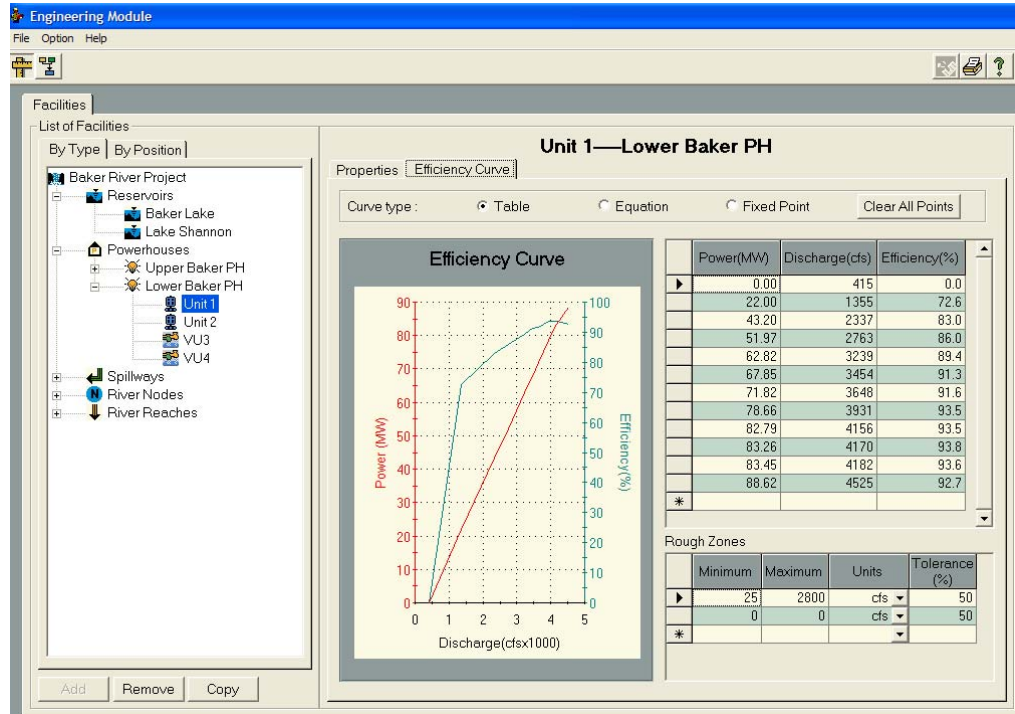 Engineering Module
File Option Help
Facilities
List of Facilities
By Type By Position
Baker River Project
Reservoirs
Baker Lake
Lake Shannon
Powerhouses
Upper Baker PH
Lower Baker PH
Unit 1
Unit 2
VU3
VU4
Spillways
N River Nodes
River Reaches
Add Remove Copy
Unit 1—Lower Baker PH
Properties Efficiency Curve
Curve type : Table Equation Fixed Point Clear All Points
Efficiency Curve
90 100
80 90
70 80
60 70
50 60
40 50
30 40
20 30
10 20
0 10
0
Power (MW)
Efficiency(%)
0 1 2 3 4 5
Discharge(cfsx1000)
Power(MW) Discharge(cfs) Efficiency(%)
0.00 415 0.0
22.00 1355 72.6
43.20 2337 83.0
51.97 2763 86.0
62.82 3239 89.4
67.85 3454 91.3
71.82 3648 91.6
78.66 3931 93.5
82.79 4156 93.5
83.26 4170 93.8
83.45 4182 93.6
88.62 4525 92.7
*
Rough Zones
Minimum Maximum Units Tolerance (%)
25 2800 cfs 50
0 0 cfs 50
*